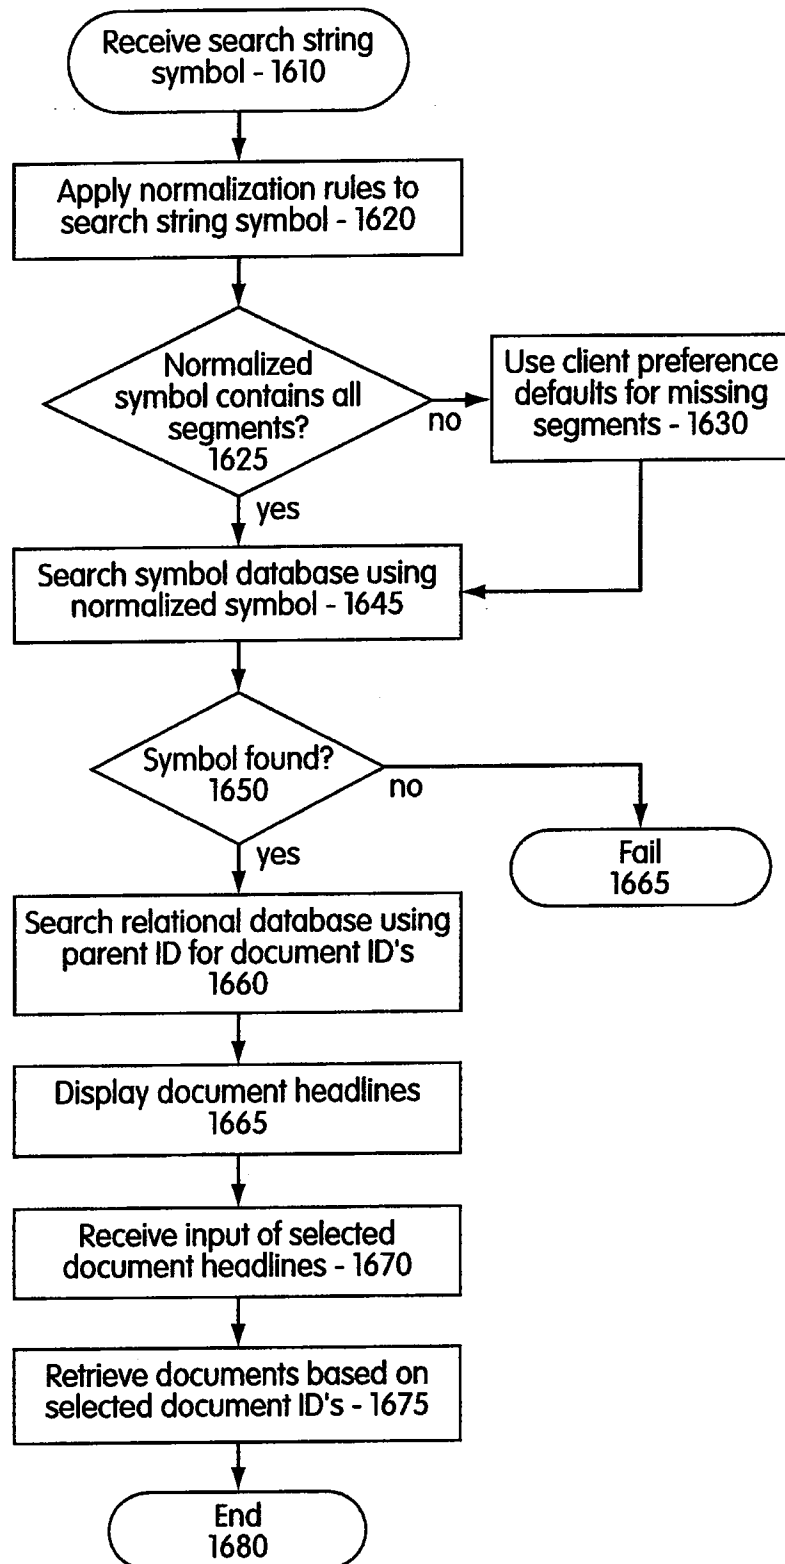 Receive search string
symbol - 1610
Apply normalization rules to
search string symbol - 1620
Normalized
symbol contains all
segments?
1625
no
Use client preference
defaults for missing
segments - 1630
yes
Search symbol database using
normalized symbol - 1645
Symbol found?
1650
no
Fail
1665
yes
Search relational database using
parent ID for document ID's
1660
Display document headlines
1665
Receive input of selected
document headlines - 1670
Retrieve documents based on
selected document ID's - 1675
End
1680